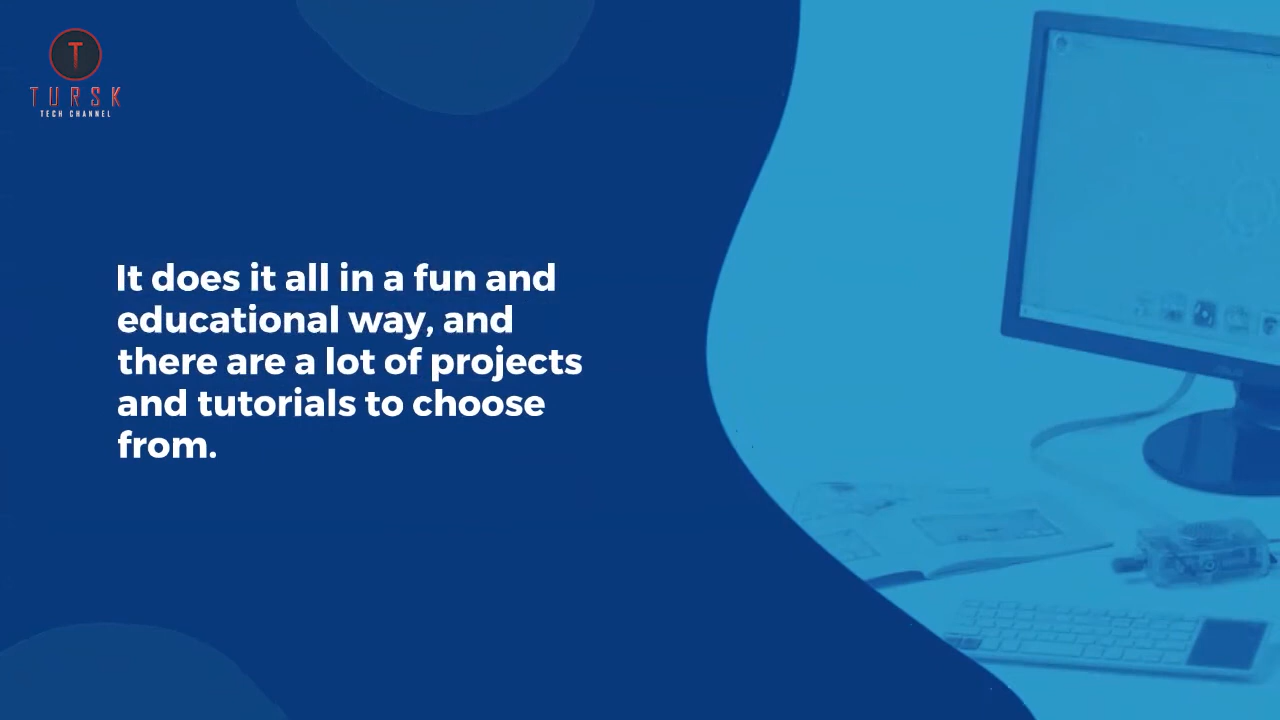 T
TURSK
TECH CHANNEL
It does it all in a fun and
educational way, and
there are a lot of projects
and tutorials to choose
from.